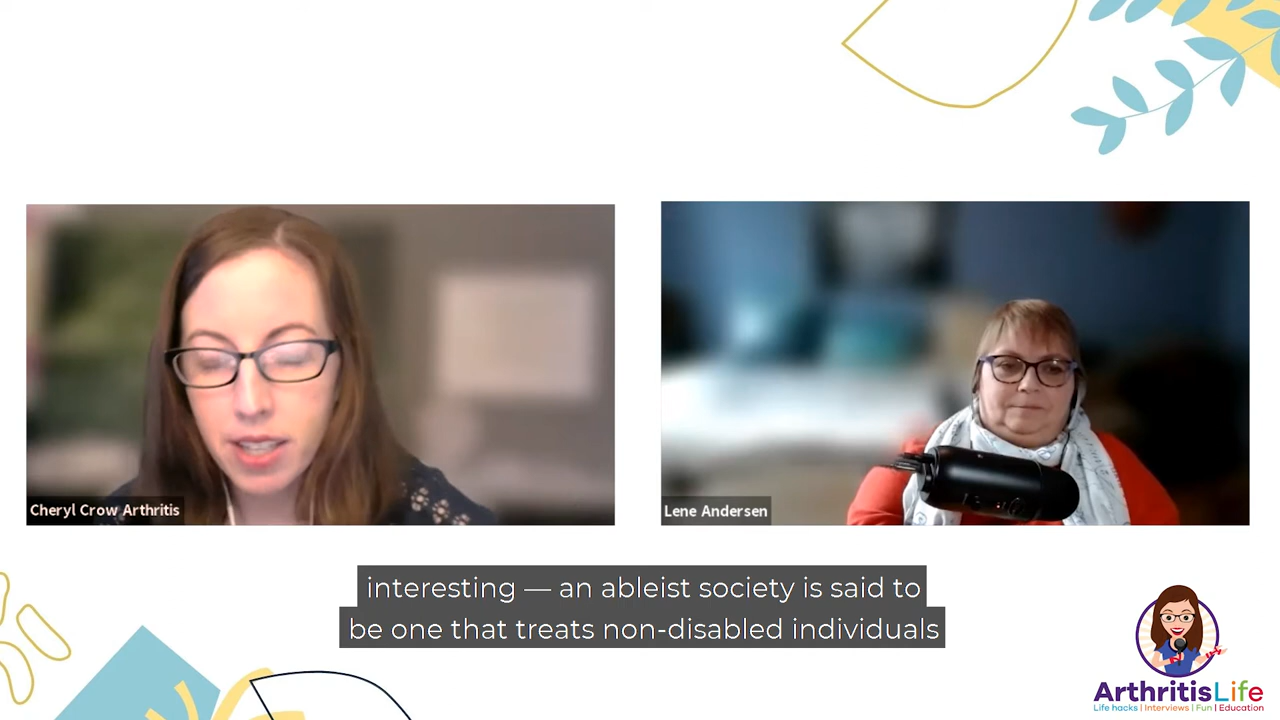 Cheryl Crow Arthritis
Lene Andersen
interesting — an ableist society is said to
be one that treats non-disabled individuals
ArthritisLife
Life hacks | Interviews | Fun | Education